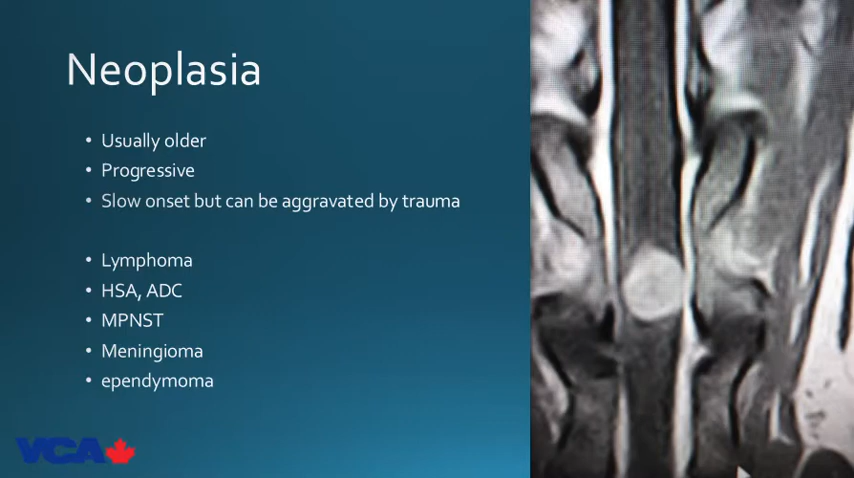 Neoplasia
• Usually older
• Progressive
• Slow onset but can be aggravated by trauma
• Lymphoma
• HSA, ADC
• MPNST
• Meningioma
• ependymoma
VCA